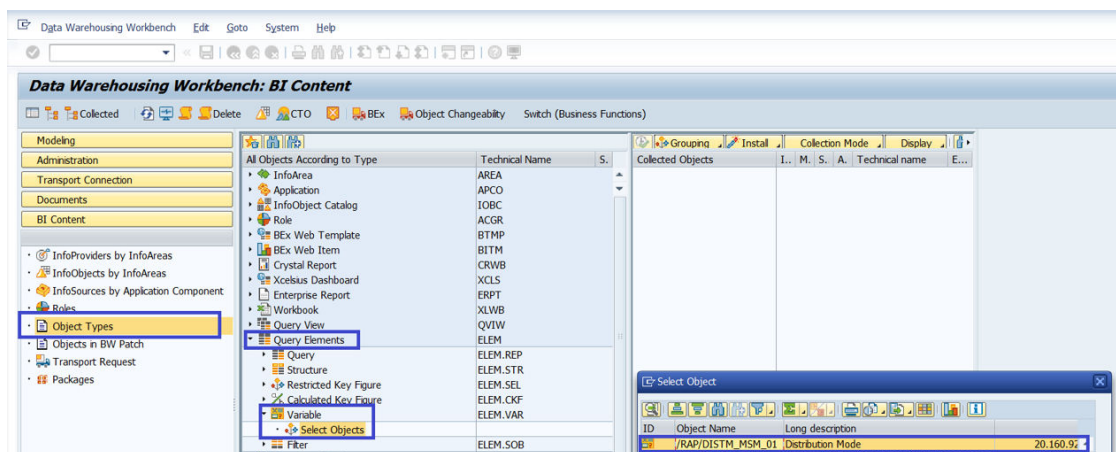 Data Warehousing Workbench Edit Goto System Help
Data Warehousing Workbench: BI Content
Collected Delete CTO BEx Object Changeabilty Switch (Business Functions)
Modeling
Administration
Transport Connection
Documents
BI Content
InfoProviders by InfoAreas
InfoObjects by InfoAreas
InfoSources by Application Component
Roles
Object Types
Objects in BW Patch
Transport Request
Packages
All Objects According to Type Technical Name S.
InfoArea AREA
Application APCO
InfoObject Catalog IOBC
Role ACGR
BEx Web Template BTMP
BEx Web Item BITM
Crystal Report CRWB
Xcelsius Dashboard XCLS
Enterprise Report ERPT
Workbook XLWB
Query View QVIW
Query Elements ELEM
Query ELEM.REP
Structure ELEM.STR
Restricted Key Figure ELEM.SEL
Calculated Key Figure ELEM.CKF
Variable ELEM.VAR
Select Objects
Filter ELEM.SOB
Grouping Install Collection Mode Display
Collected Objects I.. M. S. A. Technical name E...
Select Object
ID Object Name Long description
/RAP/DISTM_MSM_01 Distribution Mode 20.160.92